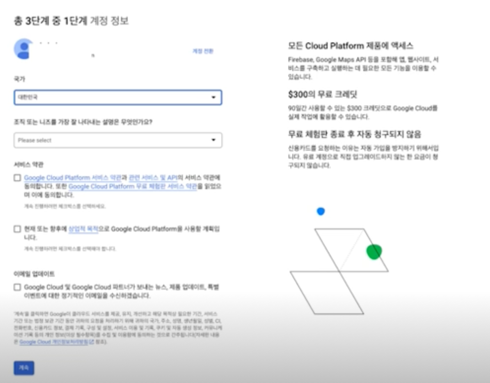 총 3단계 중 1단계 계정 정보
계정 전환
국가
대한민국
조직 또는 니즈를 가장 잘 나타내는 설명은 무엇인가요?
Please select
서비스 약관
Google Cloud Platform 서비스 약관과 관련 서비스 및 API의 서비스 약관에
동의합니다. 또한 Google Cloud Platform 무료 체험판 서비스 약관을 읽었으
며 이에 동의합니다.
계속 진행하려면 체크박스를 선택하세요.
현재 또는 향후에 상업적 목적으로 Google Cloud Platform을 사용할 계획입
니다.
계속 진행하려면 체크박스를 선택해야 합니다.
이메일 업데이트
Google Cloud 및 Google Cloud 파트너가 보내는 뉴스, 제품 업데이트, 특별
이벤트에 대한 정기적인 이메일을 수신하겠습니다.
Google Cloud 개인정보처리방침
계속
모든 Cloud Platform 제품에 액세스
Firebase, Google Maps API 등을 포함해 앱, 웹사이트, 서
비스를 구축하고 실행하는 데 필요한 모든 기능을 이용할 수
있습니다.
$300의 무료 크레딧
90일간 사용할 수 있는 $300 크레딧으로 Google Cloud를
실제 작업에 활용할 수 있습니다.
무료 체험판 종료 후 자동 청구되지 않음
신용카드를 요청하는 이유는 자동 가입을 방지하기 위해서입
니다. 유료 계정으로 직접 업그레이드하지 않는 한 요금이 청
구되지 않습니다.